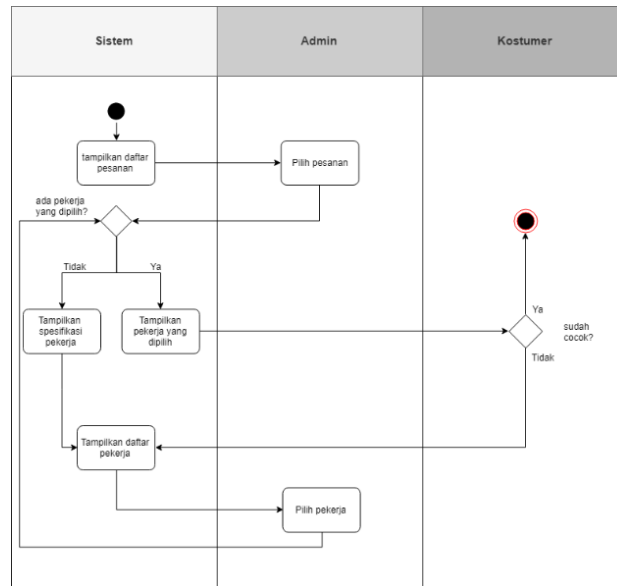 Sistem
Admin
Kostumer
tampilkan daftar
pesanan
Pilih pesanan
ada pekerja
yang dipilih?
Tidak
Ya
Tampilkan
spesifikasi
pekerja
Tampilkan
pekerja yang
dipilih
Ya
sudah
cocok?
Tidak
Tampilkan daftar
pekerja
Pilih pekerja